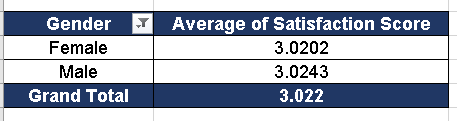 Gender Average of Satisfaction Score
Female 3.0202
Male 3.0243
Grand Total 3.022